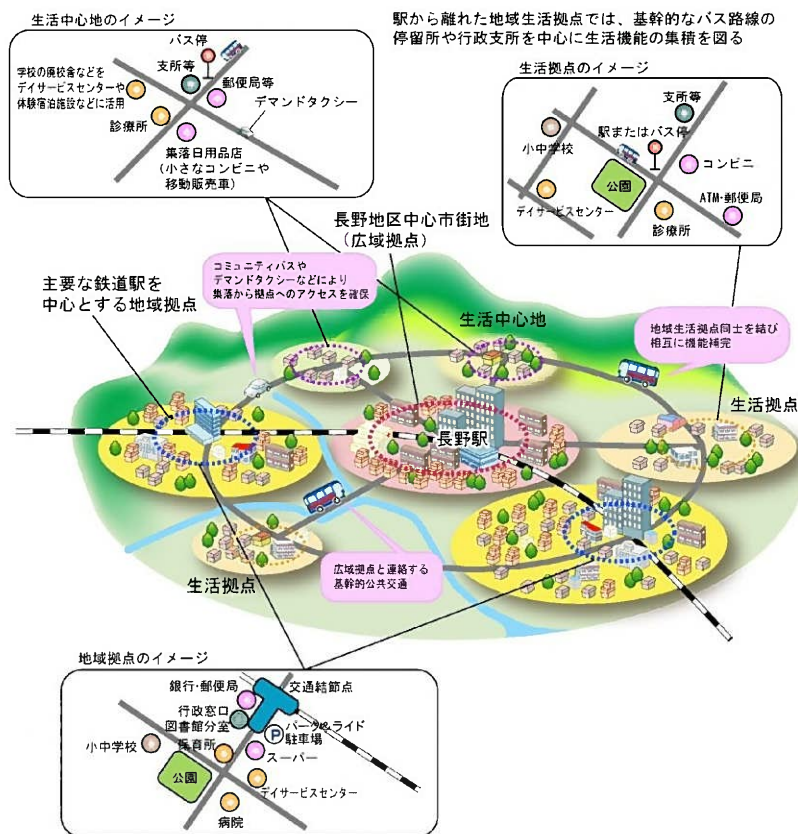 生活中心地のイメージ
バス停
支所等
郵便局等
学校の廃校舎などを
デイサービスセンターや
体験宿泊施設などに活用
デマンドタクシー
診療所
集落日用品店
(小さなコンビニや
移動販売車)
駅から離れた地域生活拠点では、基幹的なバス路線の
停留所や行政支所を中心に生活機能の集積を図る
生活拠点のイメージ
支所等
小中学校
駅またはバス停
コンビニ
公園
ATM・郵便局
デイサービスセンター
診療所
長野地区中心市街地
(広域拠点)
コミュニティバスや
デマンドタクシーなどにより
集落から拠点へのアクセスを確保
主要な鉄道駅を
中心とする地域拠点
生活中心地
地域生活拠点同士を結び
相互に機能補完
生活拠点
長野駅
生活拠点
広域拠点と連絡する
基幹的公共交通
地域拠点のイメージ
銀行・郵便局
交通結節点
行政窓口
図書館分室
P
パーク&ライド
駐車場
小中学校
保育所
スーパー
公園
デイサービスセンター
病院